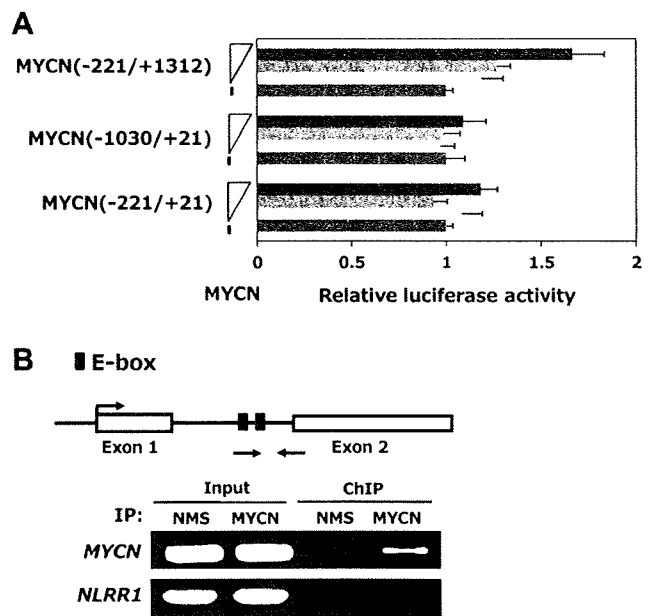 A
MYCN(-221/+1312)
MYCN(-1030/+21)
MYCN(-221/+21)
0 0.5 1 1.5 2
MYCN Relative luciferase activity
B E-box
Exon 1 Exon 2
Input ChIP
IP: NMS MYCN NMS MYCN
MYCN
NLRR1